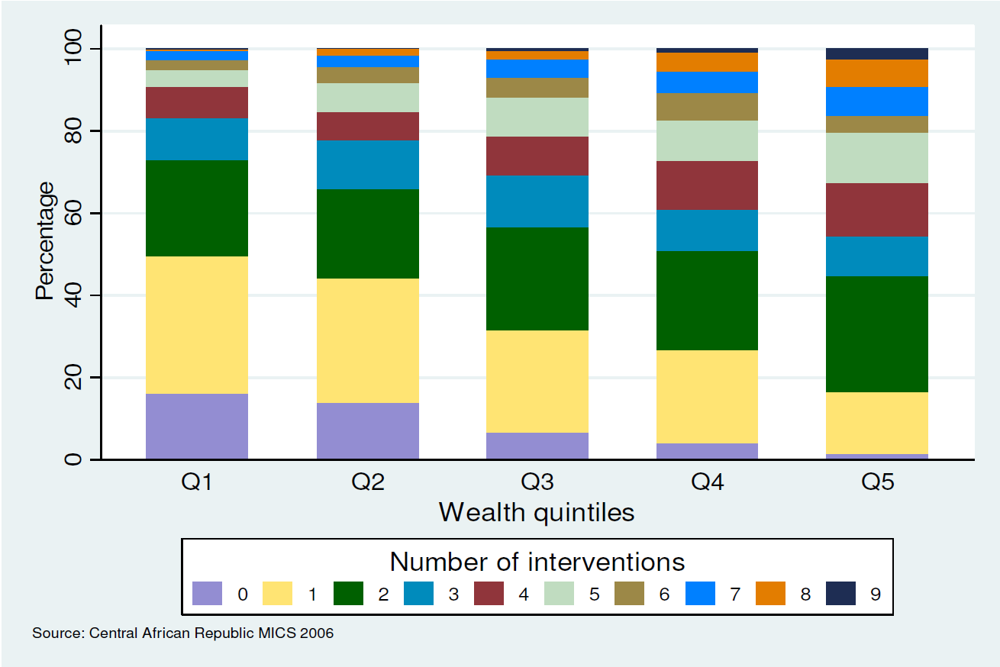 Percentage
100
80
60
40
20
0
Q1 Q2 Q3 Q4 Q5
Wealth quintiles
Number of interventions
0 1 2 3 4 5 6 7 8 9
Source: Central African Republic MICS 2006